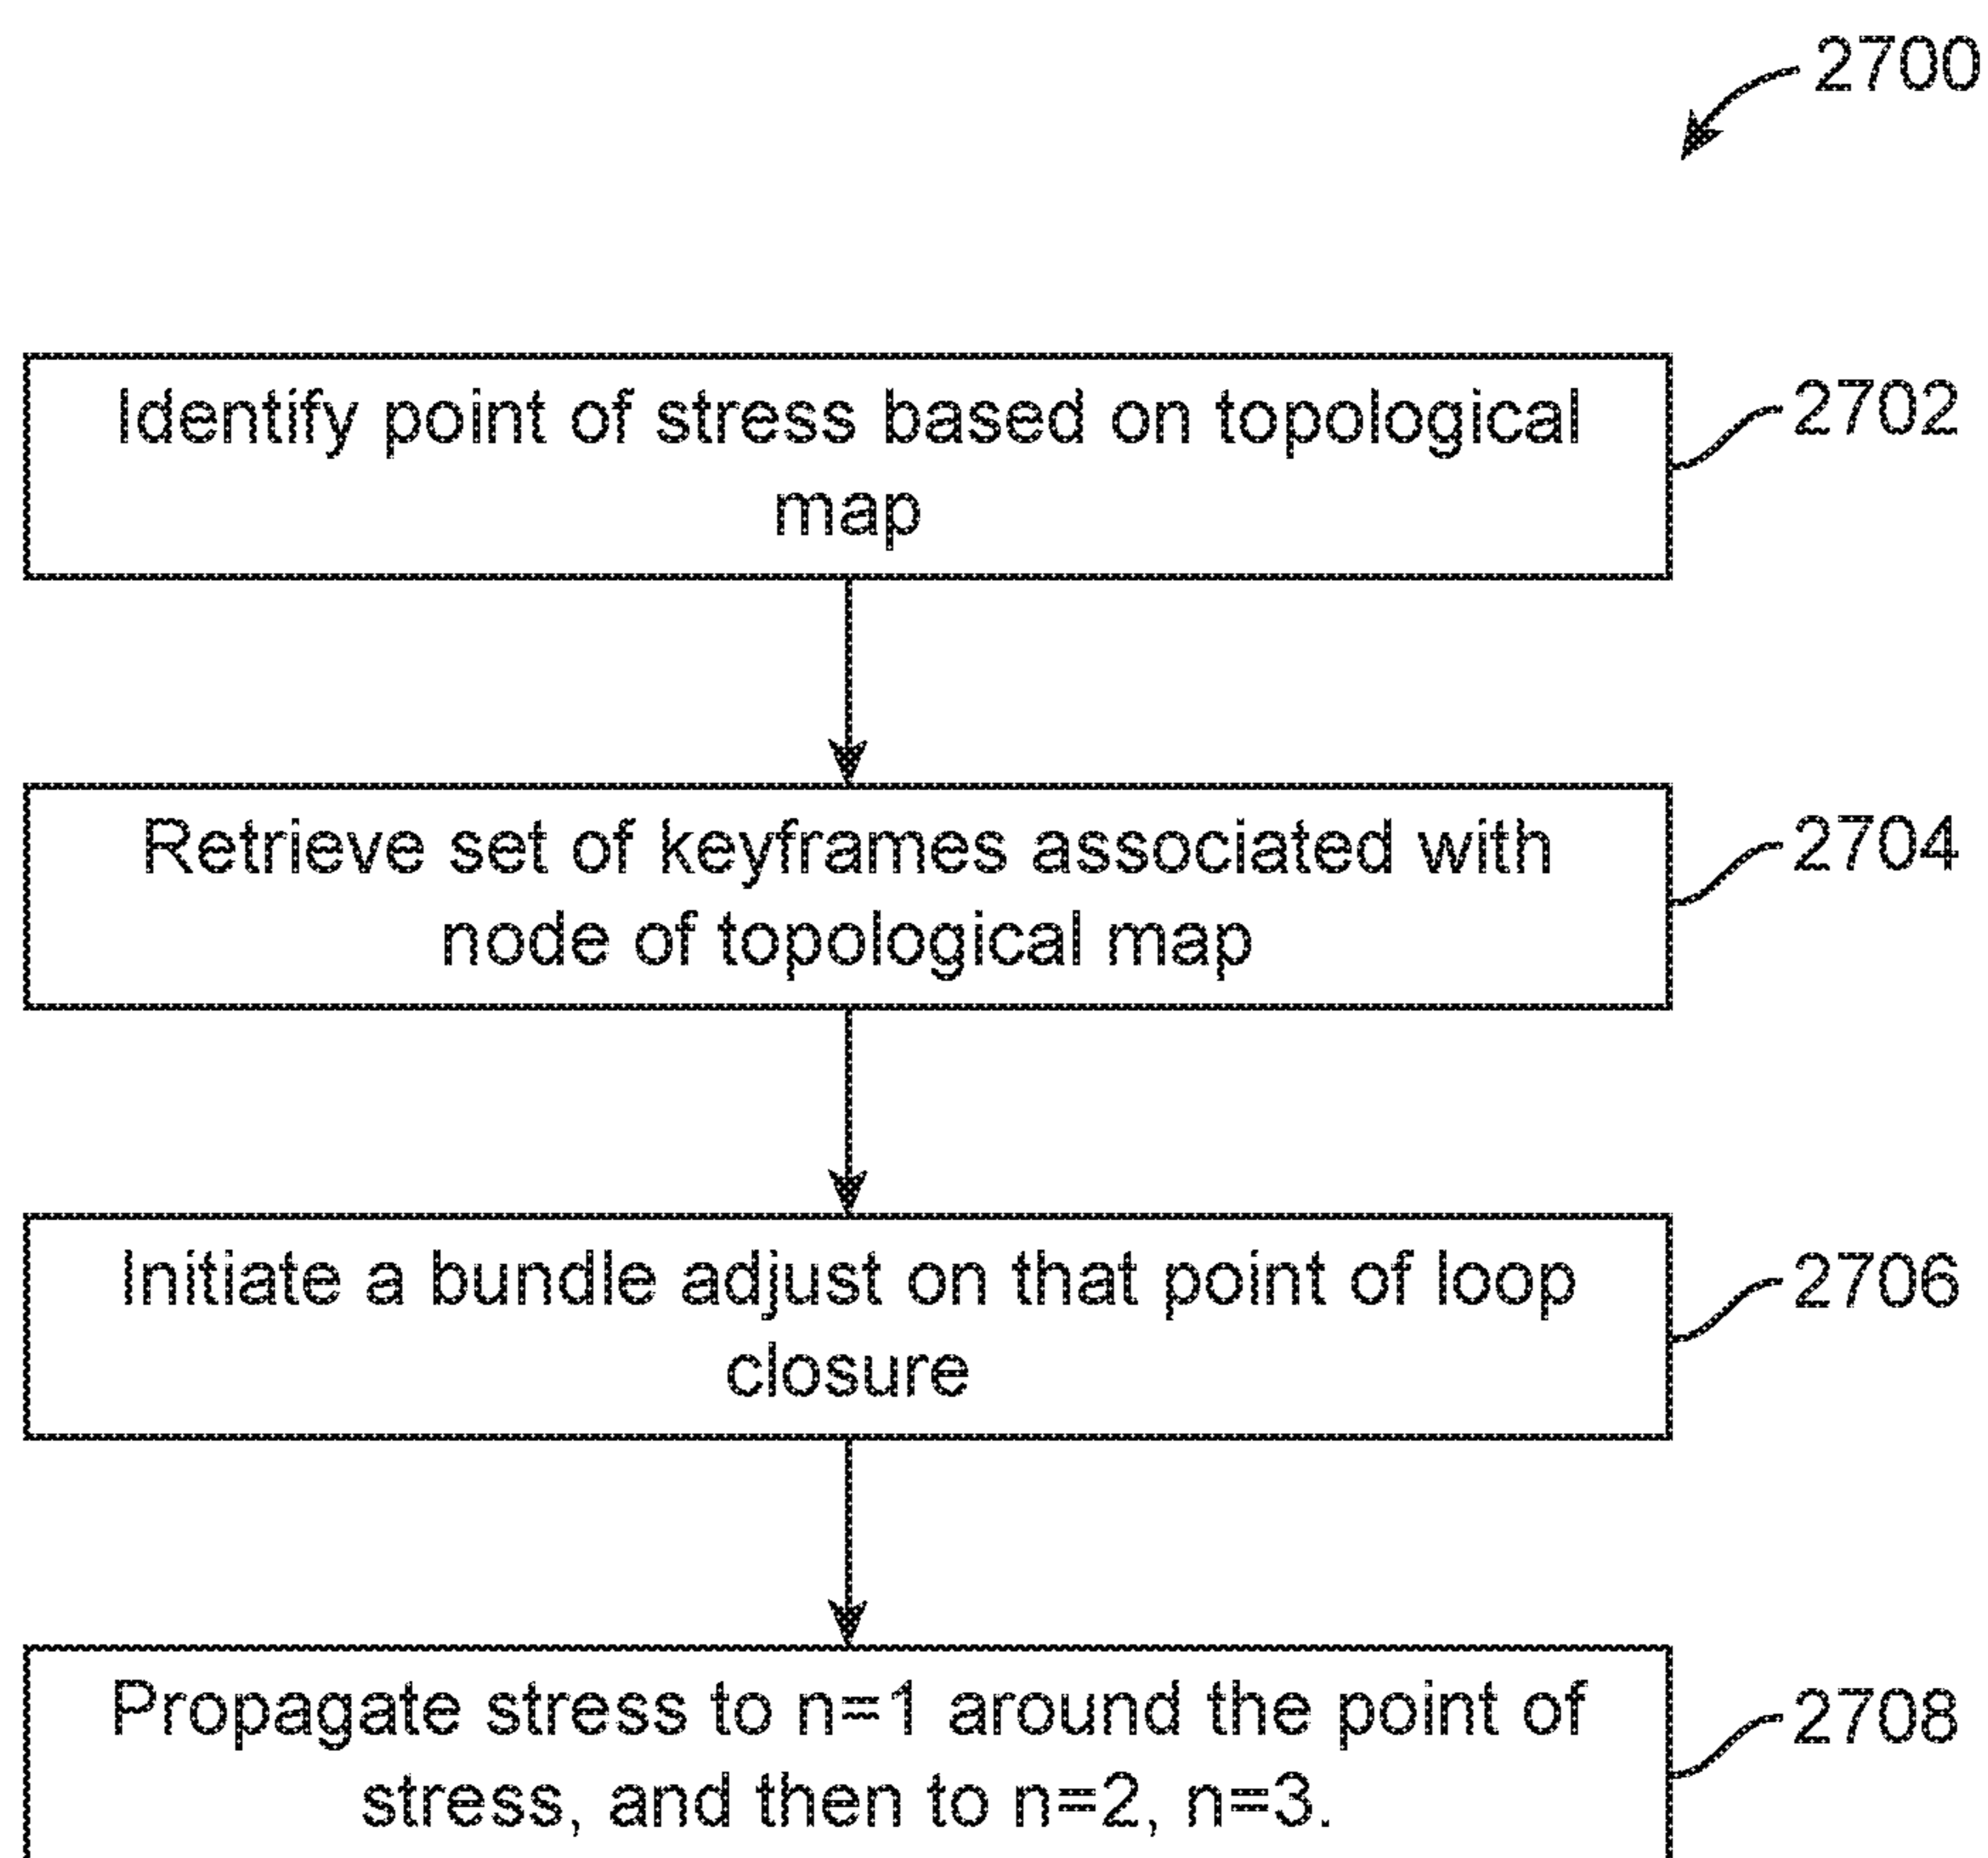 2700
Identify point of stress based on topological
map
2702
Retrieve set of keyframes associated with
node of topological map
2704
Initiate a bundle adjust on that point of loop
closure
2706
Propagate stress to n=1 around the point of
stress, and then to n=2, n=3.
2708